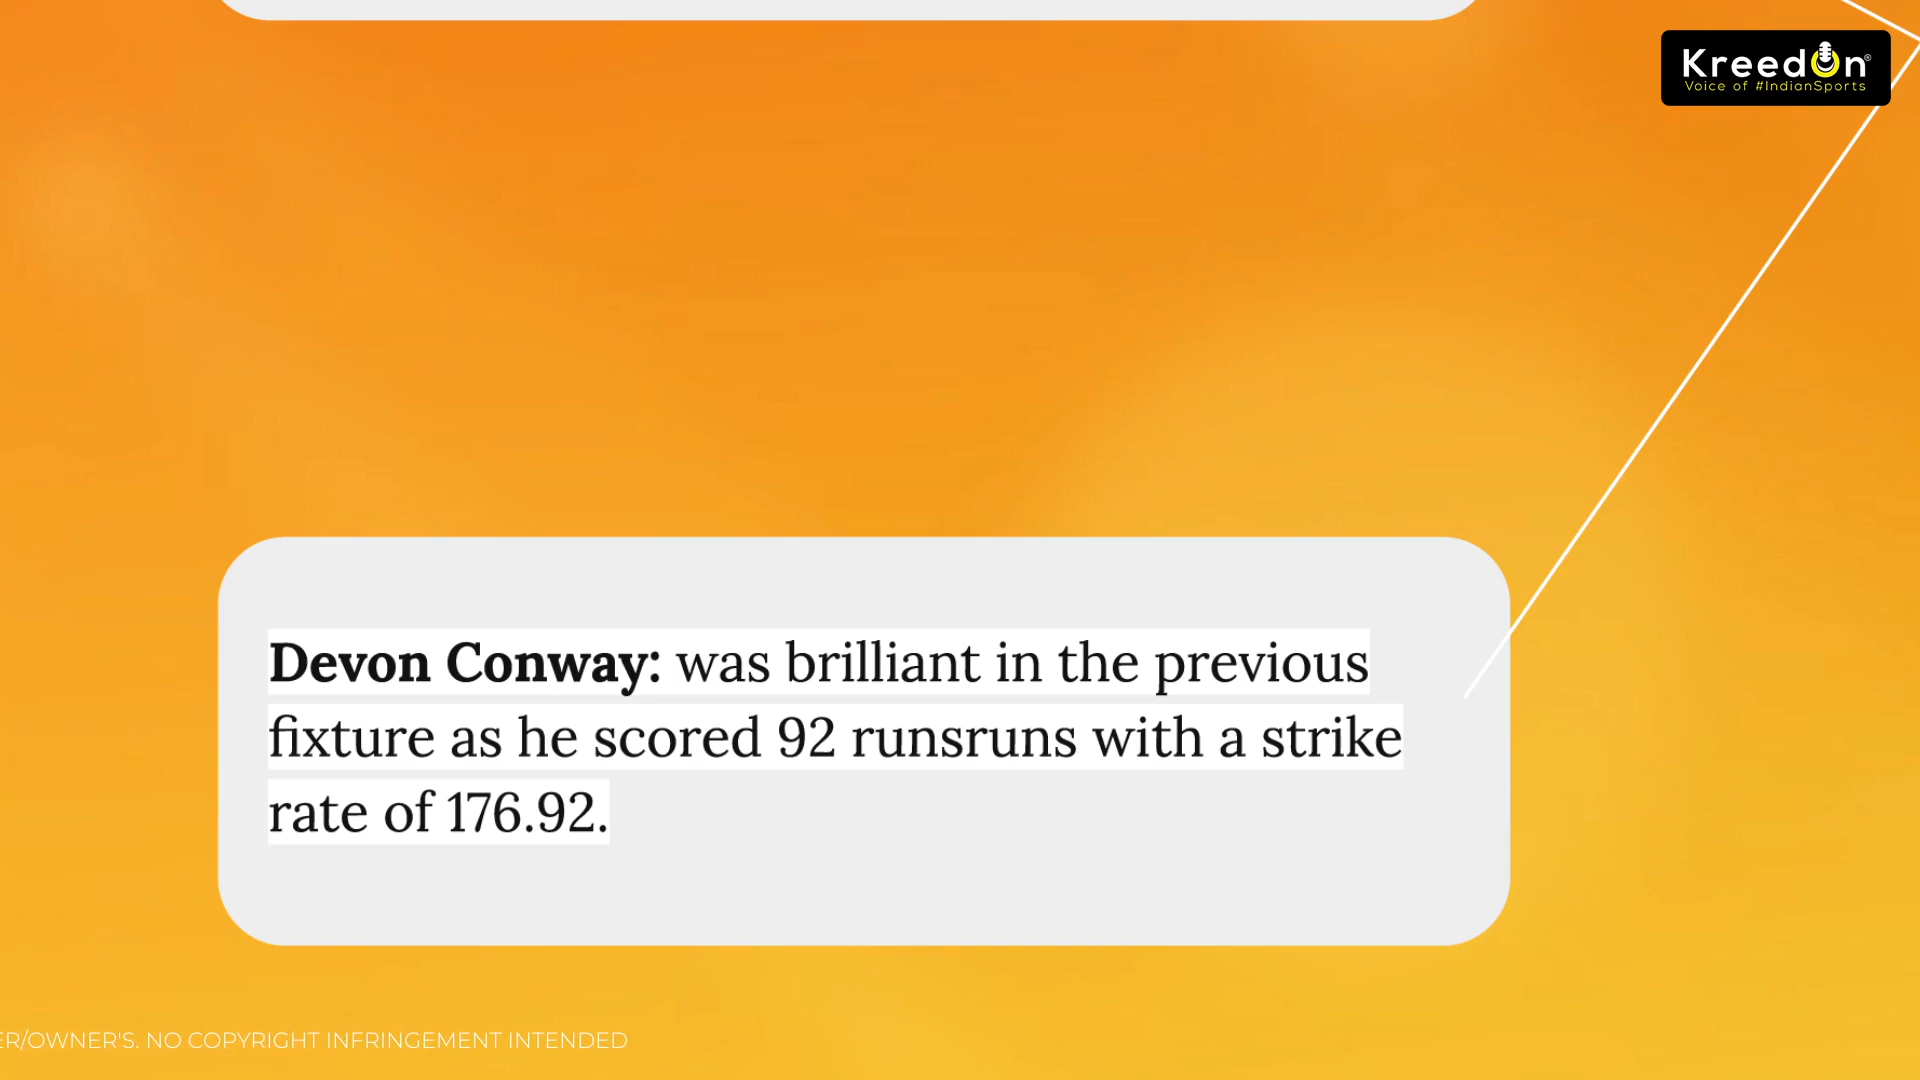 KreedOn®
Voice of #IndianSports
Devon Conway: was brilliant in the previous
fixture as he scored 92 runsruns with a strike
rate of 176.92.
ER/OWNER'S. NO COPYRIGHT INFRINGEMENT INTENDED